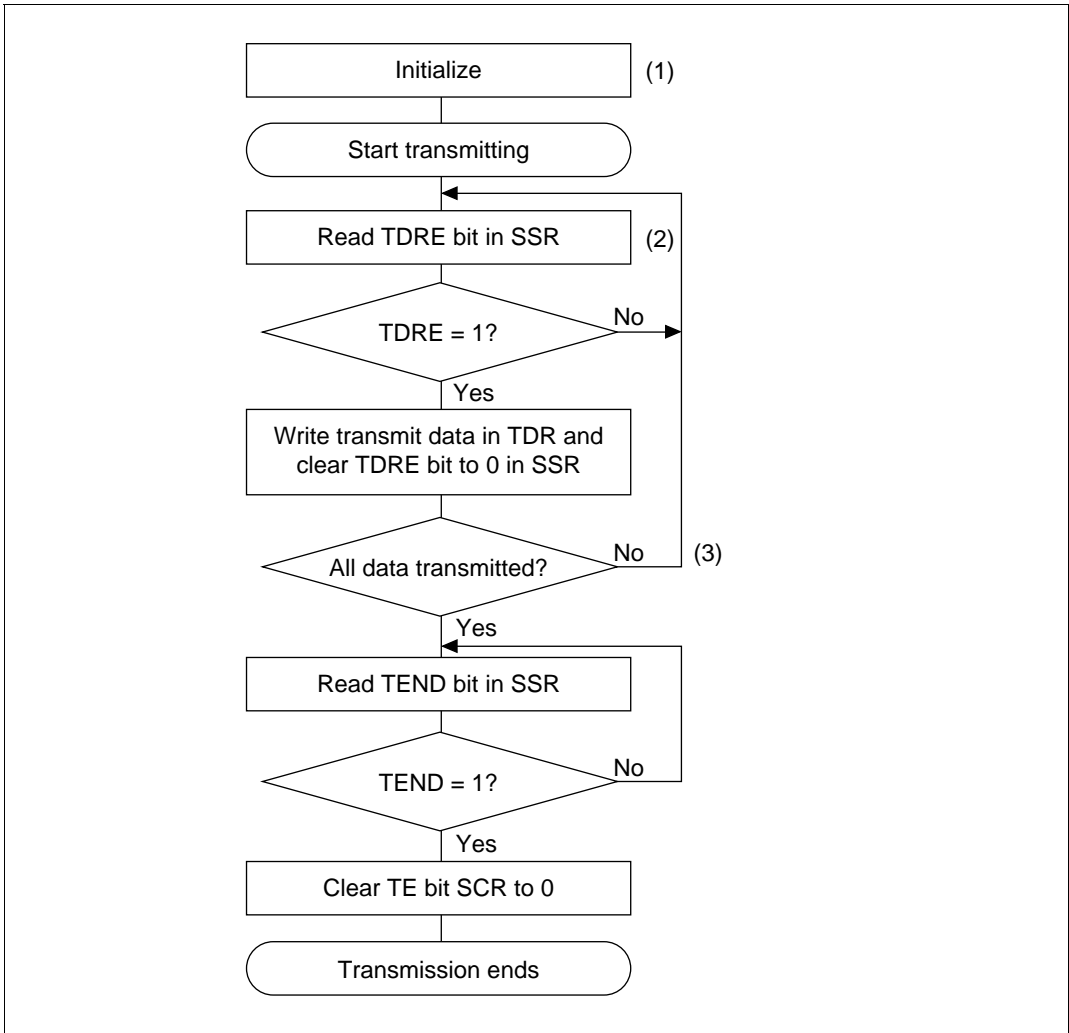 Initialize
(1)
Start transmitting
Read TDRE bit in SSR
(2)
TDRE = 1?
No
Yes
Write transmit data in TDR and
clear TDRE bit to 0 in SSR
All data transmitted?
No
(3)
Yes
Read TEND bit in SSR
TEND = 1?
No
Yes
Clear TE bit SCR to 0
Transmission ends